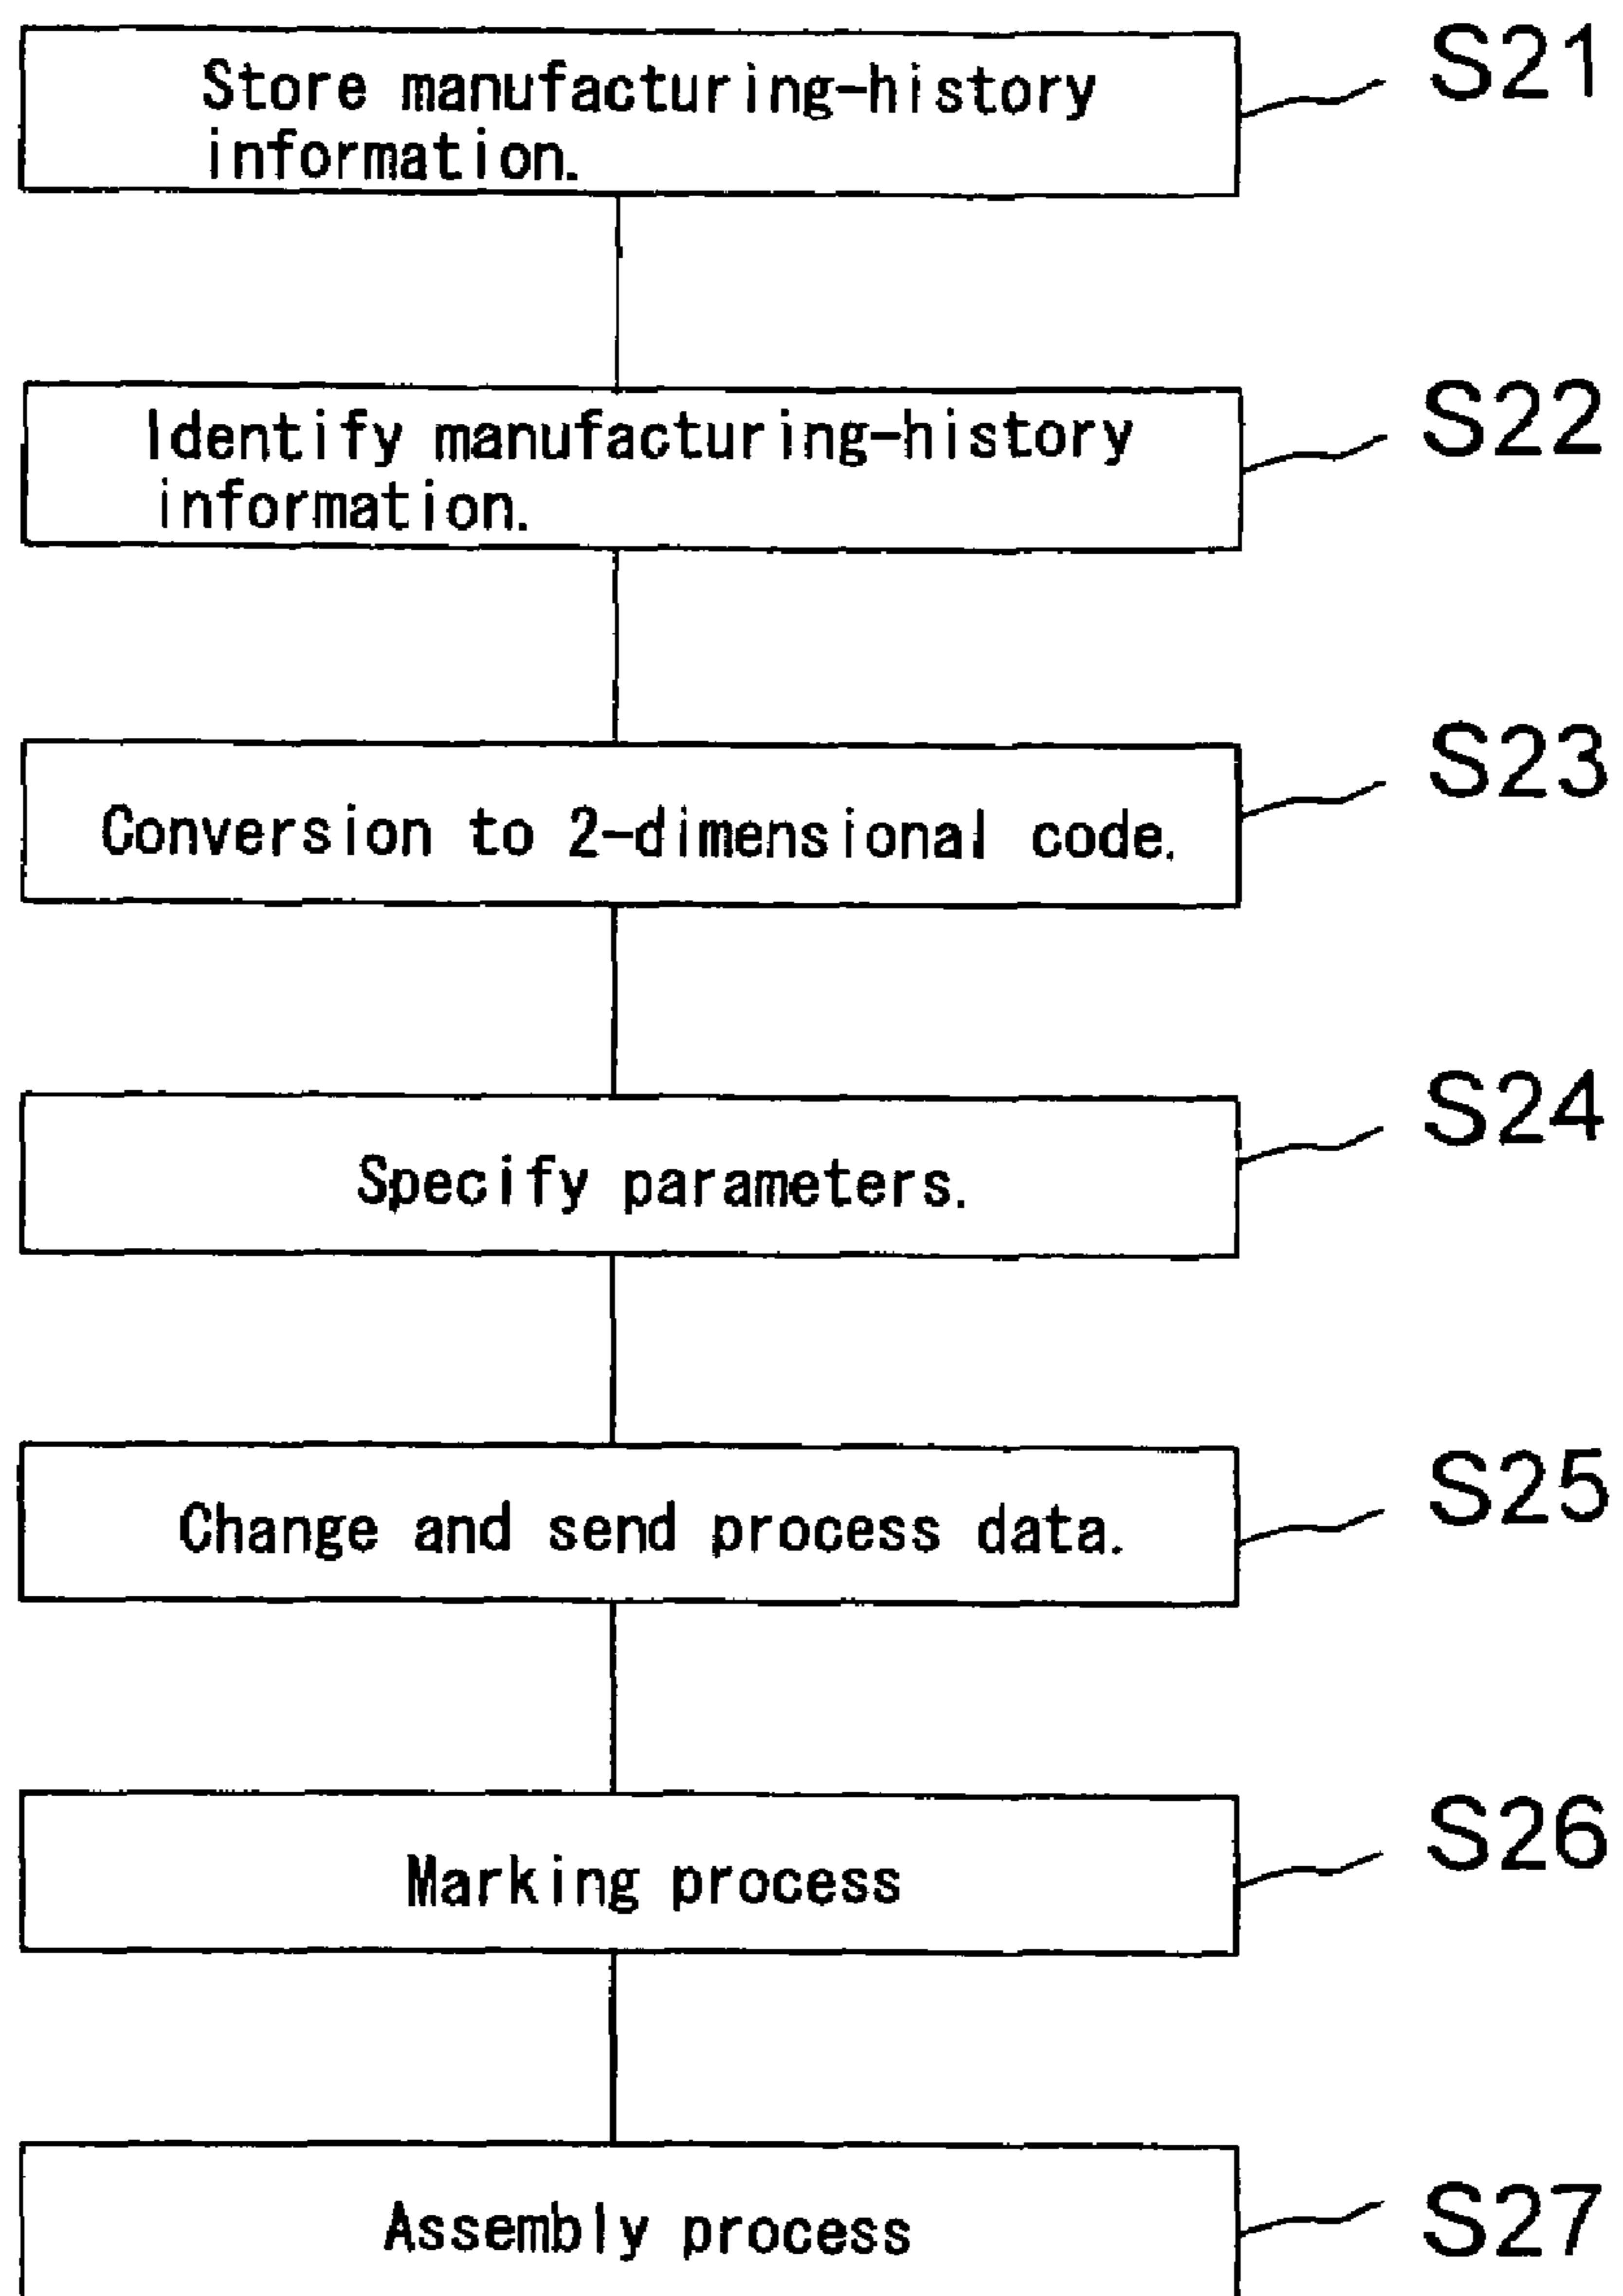 Store manufacturing-history
information.
S21
Identify manufacturing-history
information.
S22
Conversion to 2-dimensional code.
S23
Specify parameters.
S24
Change and send process data.
S25
Marking process
S26
Assembly process
S27